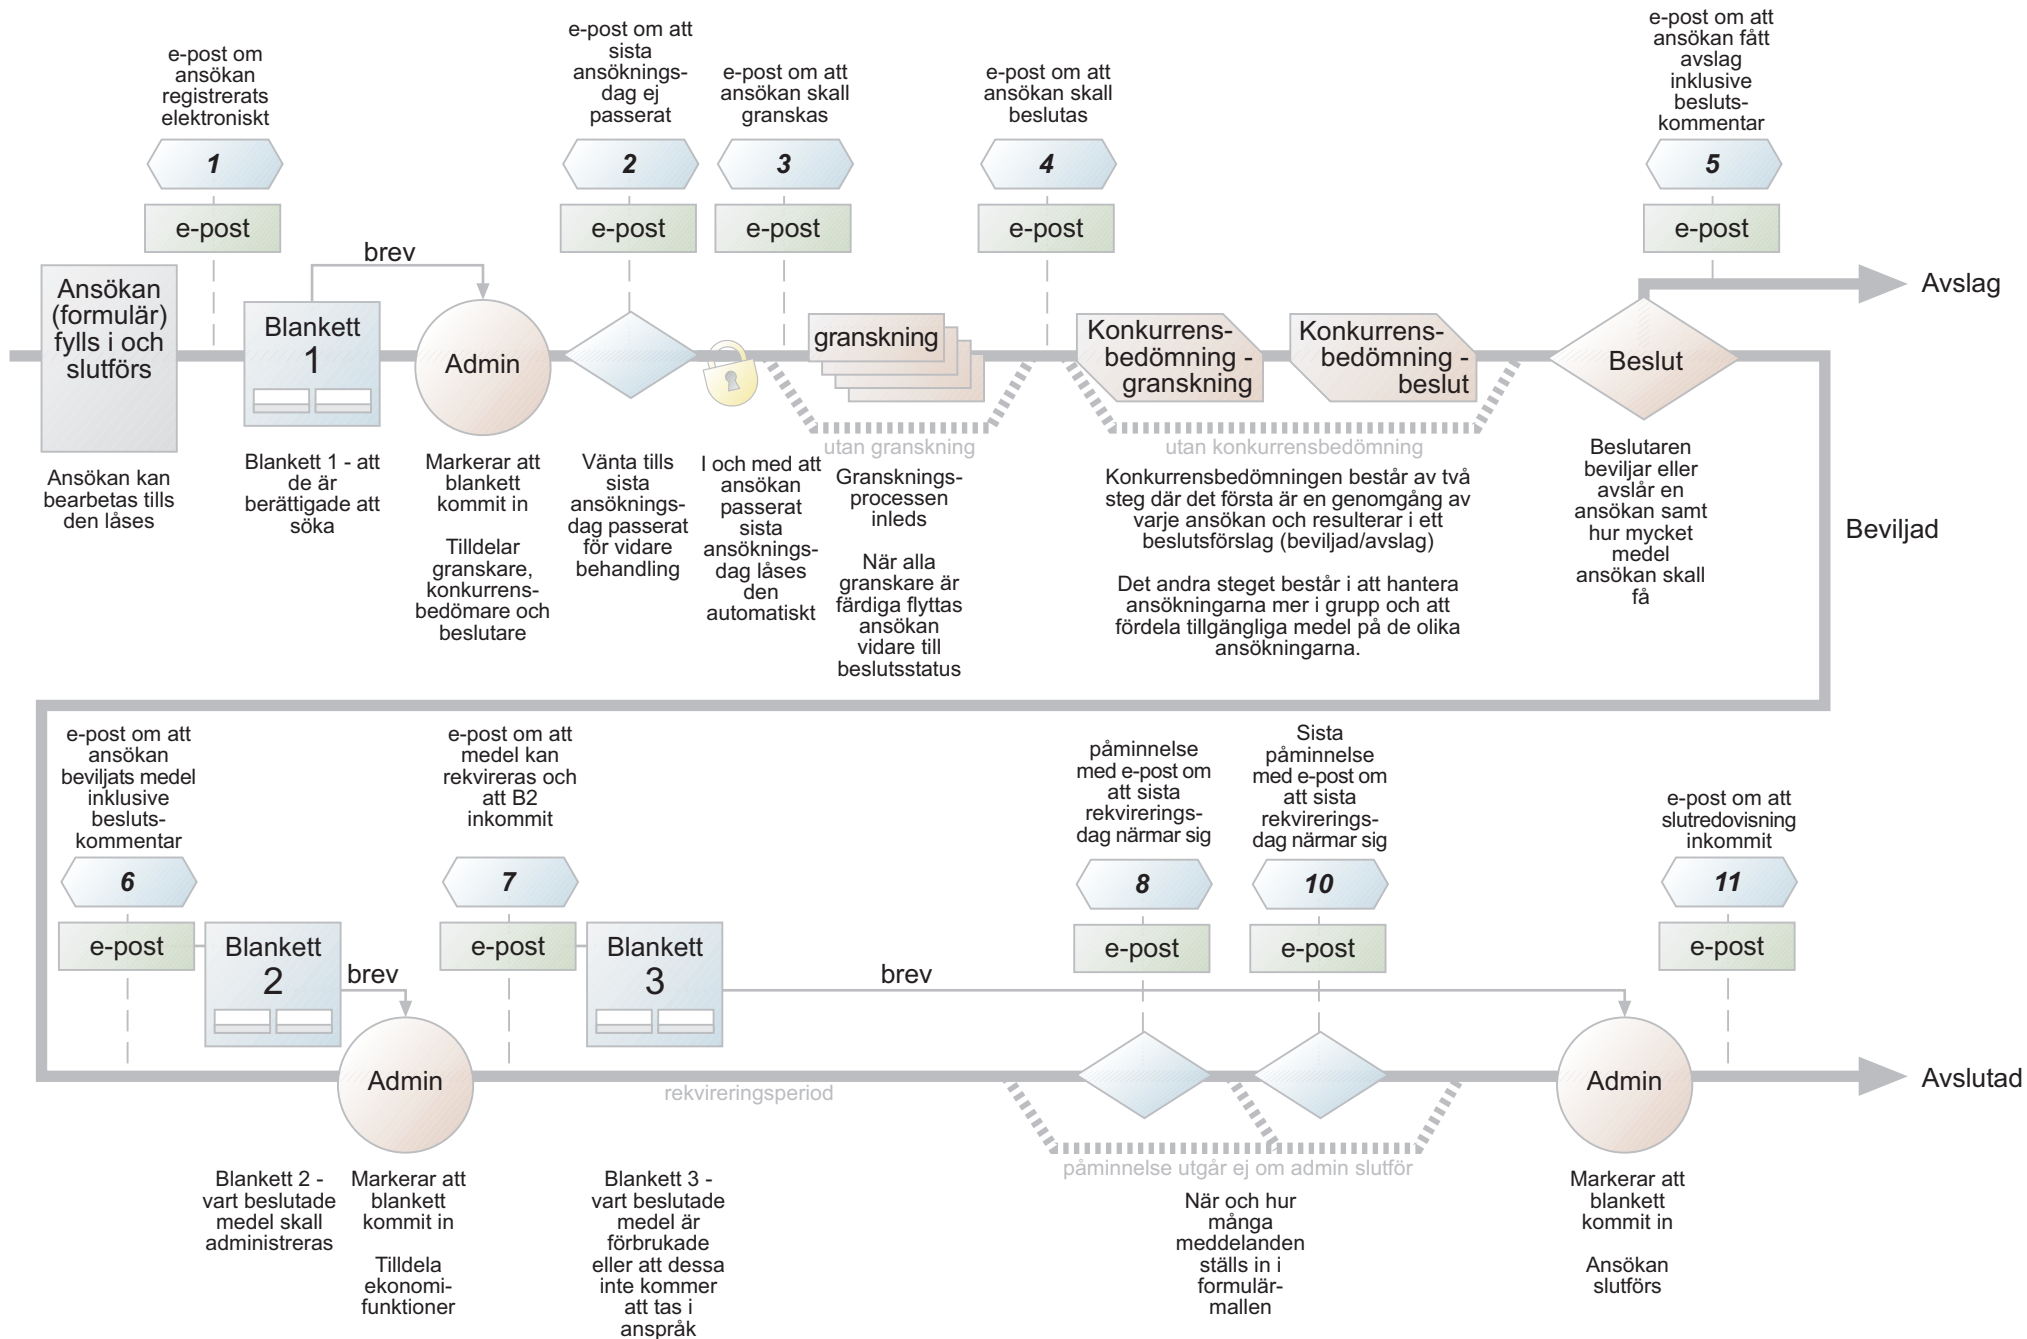 e-post om
ansökan
registrerats
elektroniskt
1
e-post
e-post om att
sista
ansöknings-
dag ej
passerat
2
e-post
e-post om att
ansökan skall
granskas
3
e-post
e-post om att
ansökan skall
beslutas
4
e-post
e-post om att
ansökan fått
avslag
inklusive
besluts-
kommentar
5
e-post
Ansökan
(formulär)
fylls i och
slutförs
Blankett
1
brev
Admin
granskning
utan granskning
Konkurrens-
bedömning -
granskning
Konkurrens-
bedömning -
beslut
utan konkurrensbedömning
Beslut
Avslag
Beviljad
Ansökan kan
bearbetas tills
den låses
Blankett 1 - att
de är
berättigade att
söka
Markerar att
blankett
kommit in
Tilldelar
granskare,
konkurrens-
bedömare och
beslutare
Vänta tills
sista
ansöknings-
dag passerat
för vidare
behandling
I och med att
ansökan
passerat
sista
ansöknings-
dag låses
den
automatiskt
Gransknings-
processen
inleds
När alla
granskare är
färdiga flyttas
ansökan
vidare till
beslutsstatus
Konkurrensbedömningen består av två
steg där det första är en genomgång av
varje ansökan och resulterar i ett
beslutsförslag (beviljad/avslag)
Det andra steget består i att hantera
ansökningarna mer i grupp och att
fördela tillgängliga medel på de olika
ansökningarna.
Beslutaren
beviljar eller
avslår en
ansökan samt
hur mycket
medel
ansökan skall
få
e-post om att
ansökan
beviljats medel
inklusive
besluts-
kommentar
6
e-post
Blankett
2
brev
Admin
e-post om att
medel kan
rekvireras och
att B2
inkommit
7
e-post
Blankett
3
brev
rekvireringsperiod
påminnelse
med e-post om
att sista
rekvirerings-
dag närmar sig
8
e-post
Sista
påminnelse
med e-post om
att sista
rekvirerings-
dag närmar sig
10
e-post
påminnelse utgår ej om admin slutför
e-post om att
slutredovisning
inkommit
11
e-post
Admin
Avslutad
Blankett 2 -
vart beslutade
medel skall
administreras
Markerar att
blankett
kommit in
Tilldela
ekonomi-
funktioner
Blankett 3 -
vart beslutade
medel är
förbrukade
eller att dessa
inte kommer
att tas i
anspråk
När och hur
många
meddelanden
ställs in i
formulär-
mallen
Markerar att
blankett
kommit in
Ansökan
slutförs